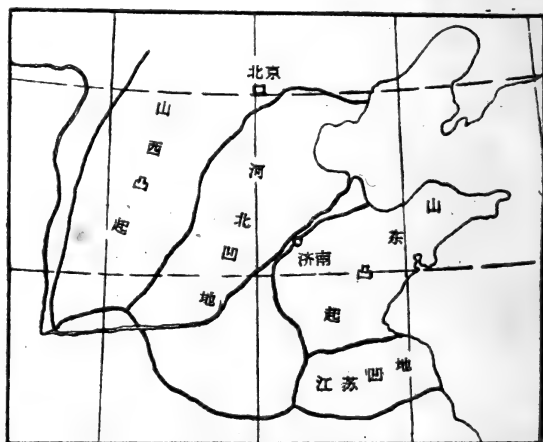 北京
山西凸起
河北凹地
济南
山东凸起
江苏凹地